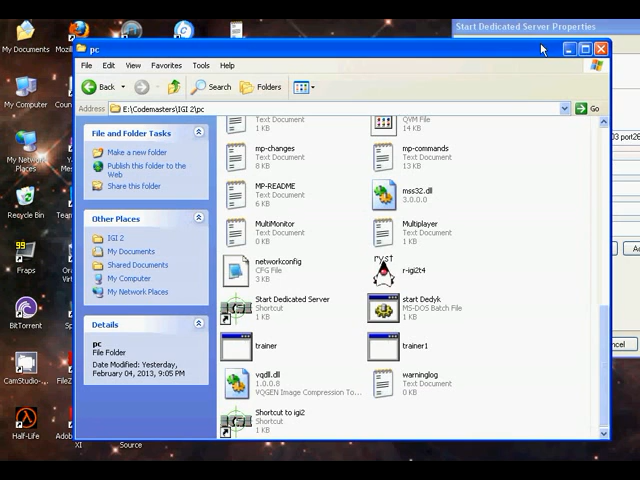 Start Dedicated Server Properties
My Documents
pc
File Edit View Favorites Tools Help
Back Search Folders
My Computer
Address E:\Codemasters\IGI 2\pc Go
File and Folder Tasks
Make a new folder
Publish this folder to the
Web
Share this folder
Other Places
IGI 2
My Documents
Shared Documents
My Computer
My Network Places
Details
pc
File Folder
Date Modified: Yesterday,
February 04, 2013, 9:05 PM
Text Document
1 KB
QVM File
14 KB
mp-changes
Text Document
8 KB
mp-commands
Text Document
13 KB
MP-README
Text Document
6 KB
mss32.dll
3.0.0.0
MultiMonitor
Text Document
0 KB
Multiplayer
Text Document
1 KB
networkconfig
CFG File
3 KB
r-igi2t4
Start Dedicated Server
Shortcut
1 KB
start Dedyk
MS-DOS Batch File
1 KB
trainer
trainer1
vqdll.dl
1.0.0.8
VQGEN Image Compression To...
warninglog
Text Document
0 KB
Shortcut to igi2
Shortcut
1 KB
My Network
Places
Recycle Bin
99
Fraps
BitTorrent
CamStudio-...
Half-Life
XI
Source